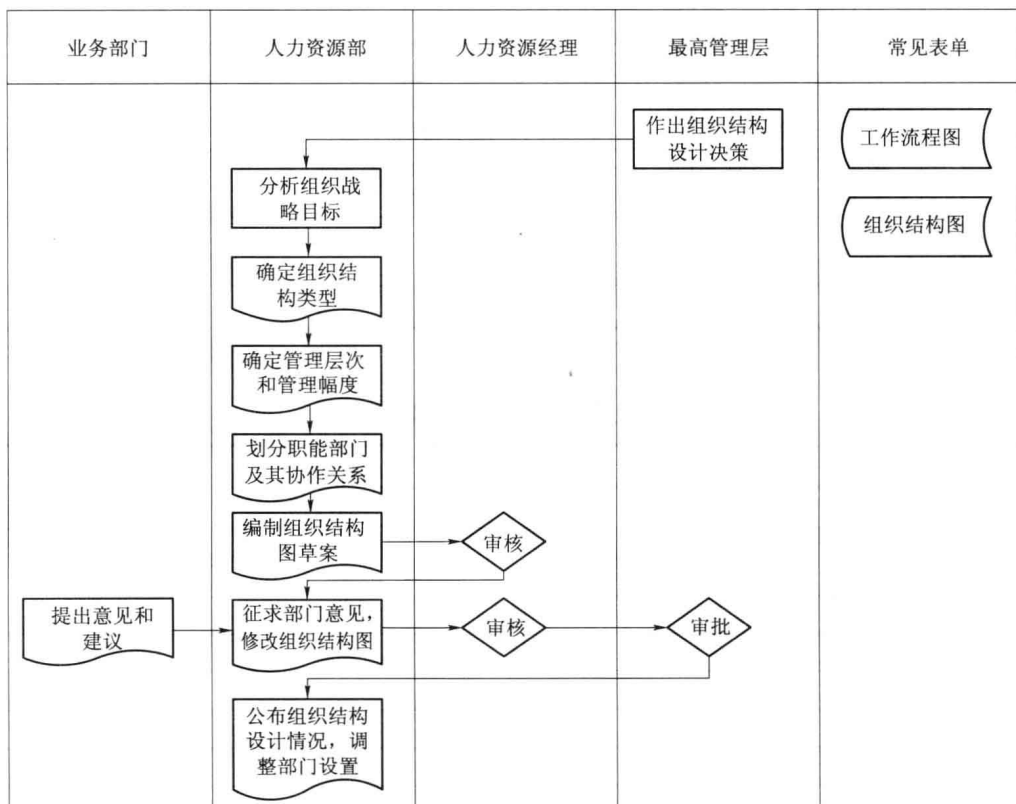 业务部门
人力资源部
人力资源经理
最高管理层
常见表单
作出组织结构
设计决策
工作流程图
分析组织战
略目标
组织结构图
确定组织结
构类型
确定管理层次
和管理幅度
划分职能部门
及其协作关系
编制组织结构
图草案
审核
提出意见和
建议
征求部门意见，
修改组织结构图
审核
审批
公布组织结构
设计情况，调
整部门设置